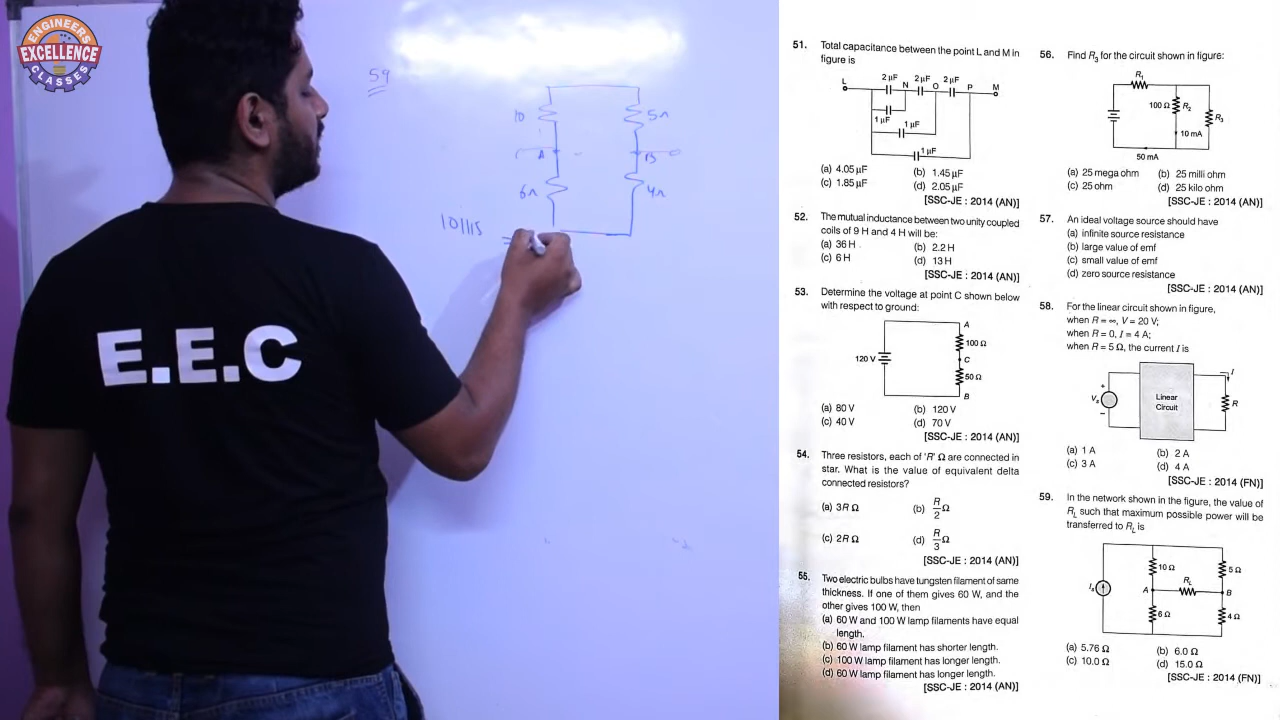 ENGINEERS
EXCELLENCE
CLASSES
E.E.C
59
10
5Ω
A
B
6Ω
4Ω
10||15
51. Total capacitance between the point L and M in
figure is
2 μF 2 μF 2 μF
L N O P M
1 μF
1 μF
1 μF
(a) 4.05 μF (b) 1.45 μF
(c) 1.85 μF (d) 2.05 μF
[SSC-JE : 2014 (AN)]
52. The mutual inductance between two unity coupled
coils of 9 H and 4 H will be:
(a) 36 H (b) 2.2 H
(c) 6 H (d) 13 H
[SSC-JE : 2014 (AN)]
53. Determine the voltage at point C shown below
with respect to ground:
A
100 Ω
120 V
C
50 Ω
B
(a) 80 V (b) 120 V
(c) 40 V (d) 70 V
[SSC-JE : 2014 (AN)]
54. Three resistors, each of 'R' Ω are connected in
star. What is the value of equivalent delta
connected resistors?
(a) 3R Ω (b) R/2 Ω
(c) 2R Ω (d) R/3 Ω
[SSC-JE : 2014 (AN)]
55. Two electric bulbs have tungsten filament of same
thickness. If one of them gives 60 W, and the
other gives 100 W, then
(a) 60 W and 100 W lamp filaments have equal
length.
(b) 60 W lamp filament has shorter length.
(c) 100 W lamp filament has longer length.
(d) 60 W lamp filament has longer length.
[SSC-JE : 2014 (AN)]
56. Find R3 for the circuit shown in figure:
R1
100 Ω R2
R3
10 mA
50 mA
(a) 25 mega ohm (b) 25 milli ohm
(c) 25 ohm (d) 25 kilo ohm
[SSC-JE : 2014 (AN)]
57. An ideal voltage source should have
(a) infinite source resistance
(b) large value of emf
(c) small value of emf
(d) zero source resistance
[SSC-JE : 2014 (AN)]
58. For the linear circuit shown in figure,
when R = ∞, V = 20 V;
when R = 0, I = 4 A;
when R = 5 Ω, the current I is
I
+
Vs
Linear
Circuit
R
–
(a) 1 A (b) 2 A
(c) 3 A (d) 4 A
[SSC-JE : 2014 (FN)]
59. In the network shown in the figure, the value of
RL such that maximum possible power will be
transferred to RL is
10 Ω 5 Ω
RL
Is A B
6 Ω 4 Ω
(a) 5.76 Ω (b) 6.0 Ω
(c) 10.0 Ω (d) 15.0 Ω
[SSC-JE : 2014 (FN)]